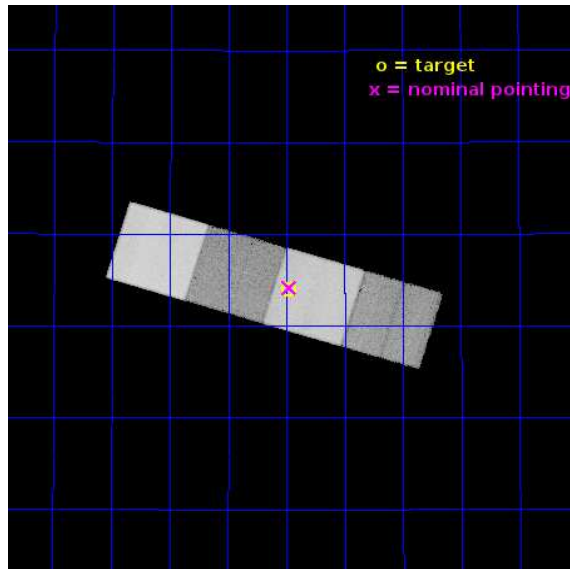 o = target
x = nominal pointing